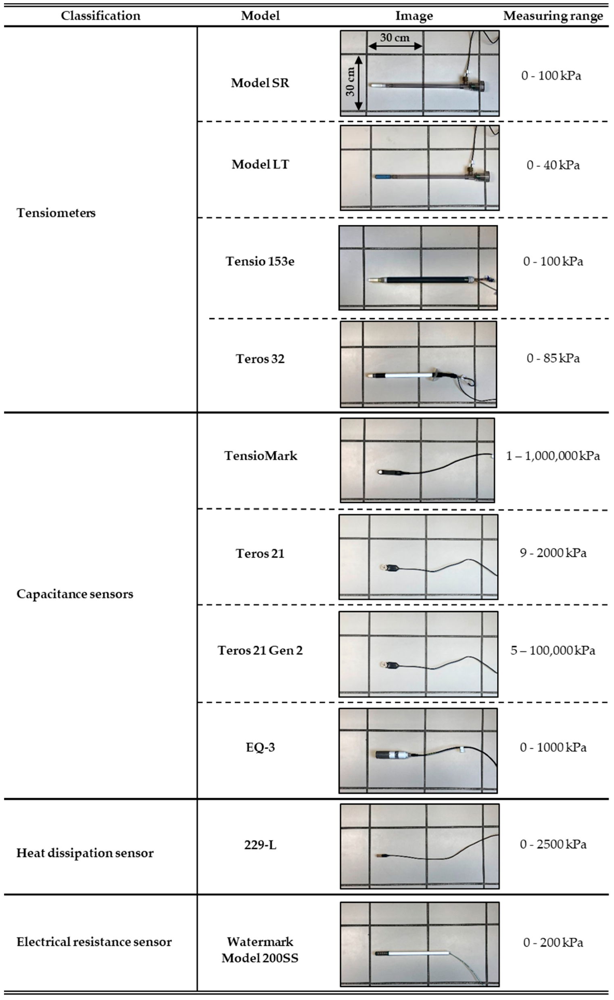 Classification Model Image Measuring range
30 cm
30 cm
Model SR
0 - 100 kPa
Model LT
0 - 40 kPa
Tensiometers
Tensio 153e
0 - 100 kPa
Teros 32
0 - 85 kPa
TensioMark
1 – 1,000,000 kPa
Teros 21
9 - 2000 kPa
Capacitance sensors
Teros 21 Gen 2
5 – 100,000 kPa
EQ-3
0 - 1000 kPa
Heat dissipation sensor
229-L
0 - 2500 kPa
Electrical resistance sensor
Watermark
Model 200SS
0 - 200 kPa